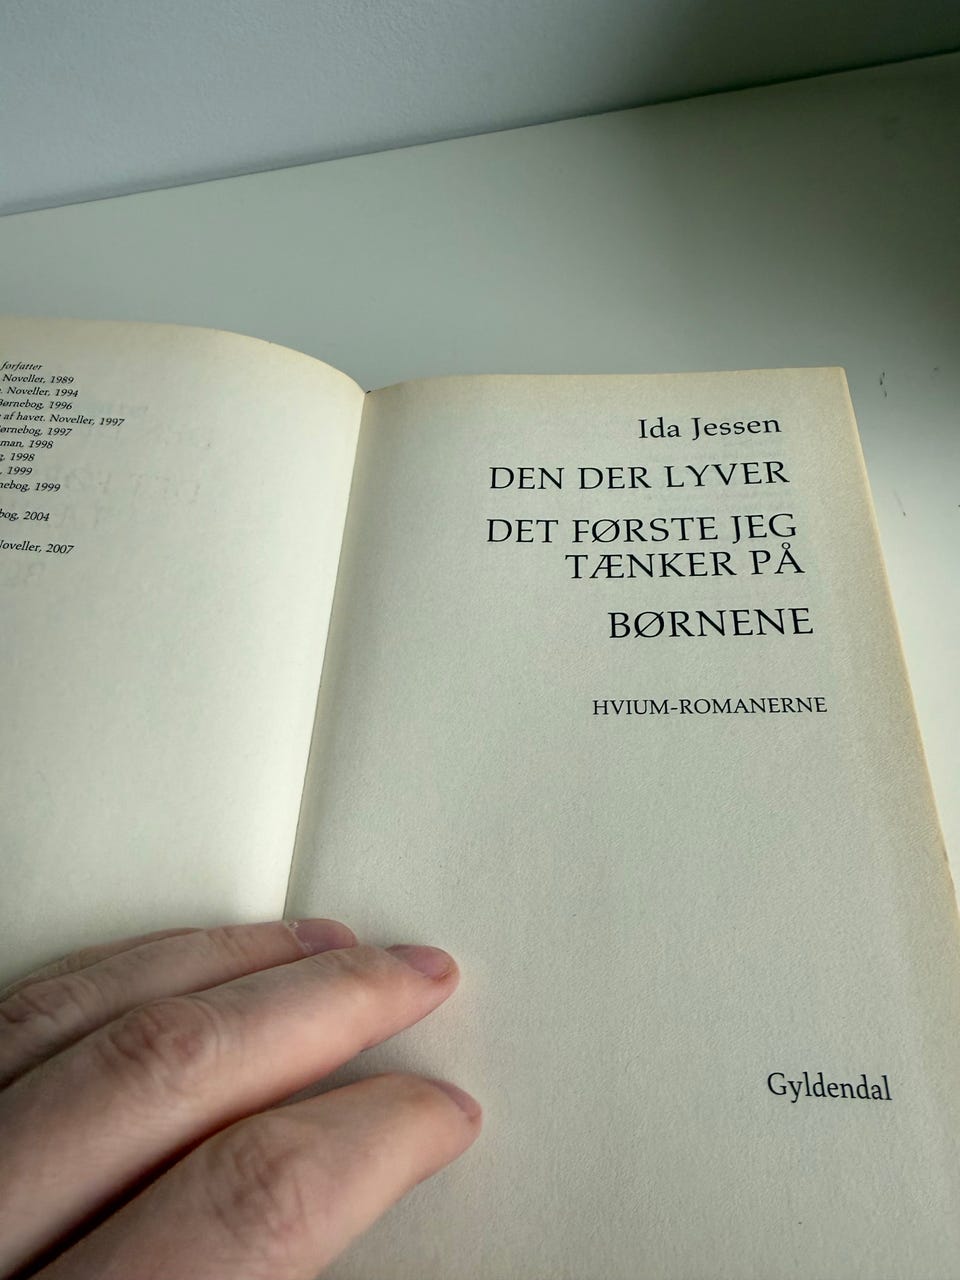 forfatter
Noveller, 1989
Noveller, 1994
Børnebog, 1996
af havet. Noveller, 1997
Børnebog, 1997
man, 1998
1998
, 1999
nebog, 1999
bog, 2004
Noveller, 2007
Ida Jessen
DEN DER LYVER
DET FØRSTE JEG
TÆNKER PÅ
BØRNENE
HVIUM-ROMANERNE
Gyldendal